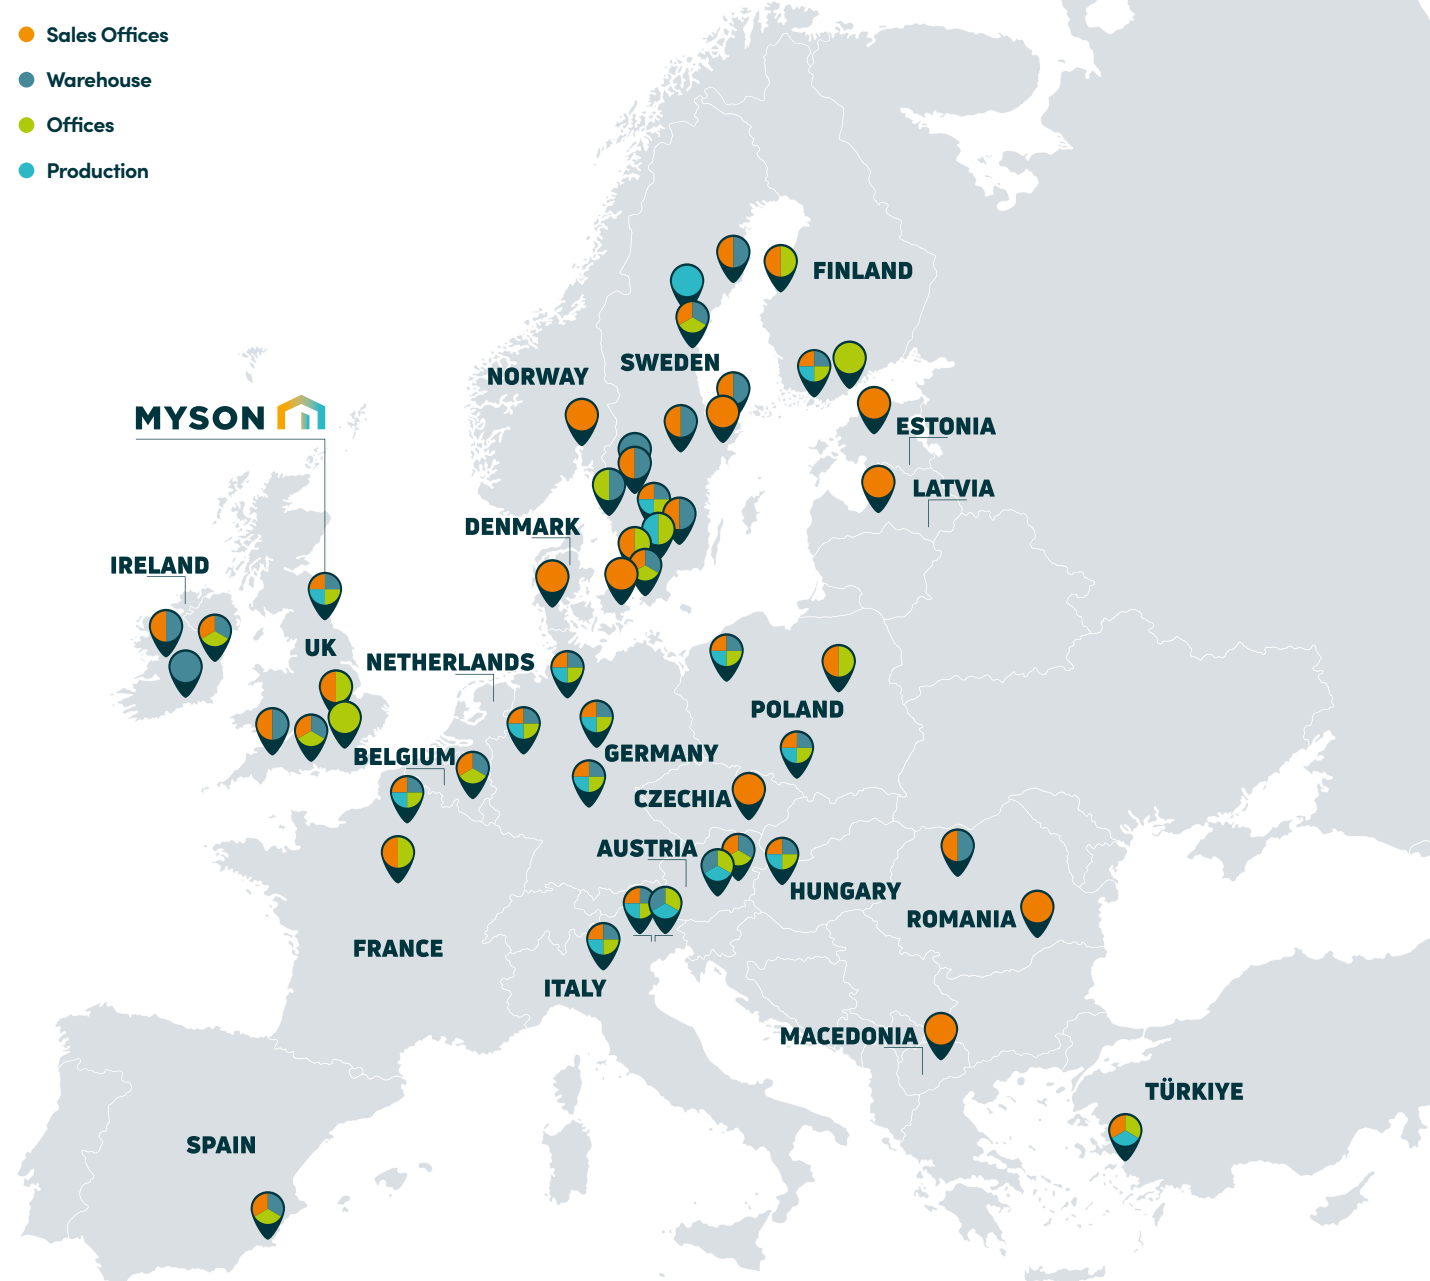 Sales Offices
Warehouse
Offices
Production
FINLAND
SWEDEN
NORWAY
MYSON
ESTONIA
LATVIA
DENMARK
IRELAND
UK
NETHERLANDS
POLAND
BELGIUM
GERMANY
CZECHIA
AUSTRIA
HUNGARY
ROMANIA
FRANCE
ITALY
MACEDONIA
TÜRKIYE
SPAIN